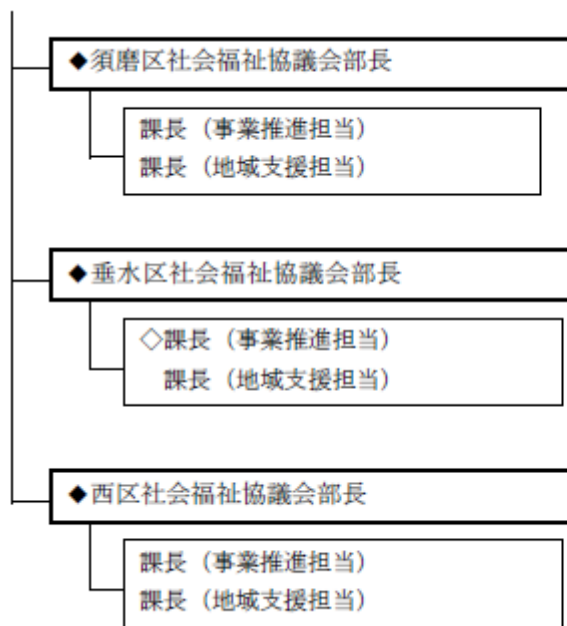 ◆須磨区社会福祉協議会部長
課長（事業推進担当）
課長（地域支援担当）
◆垂水区社会福祉協議会部長
◇課長（事業推進担当）
課長（地域支援担当）
◆西区社会福祉協議会部長
課長（事業推進担当）
課長（地域支援担当）